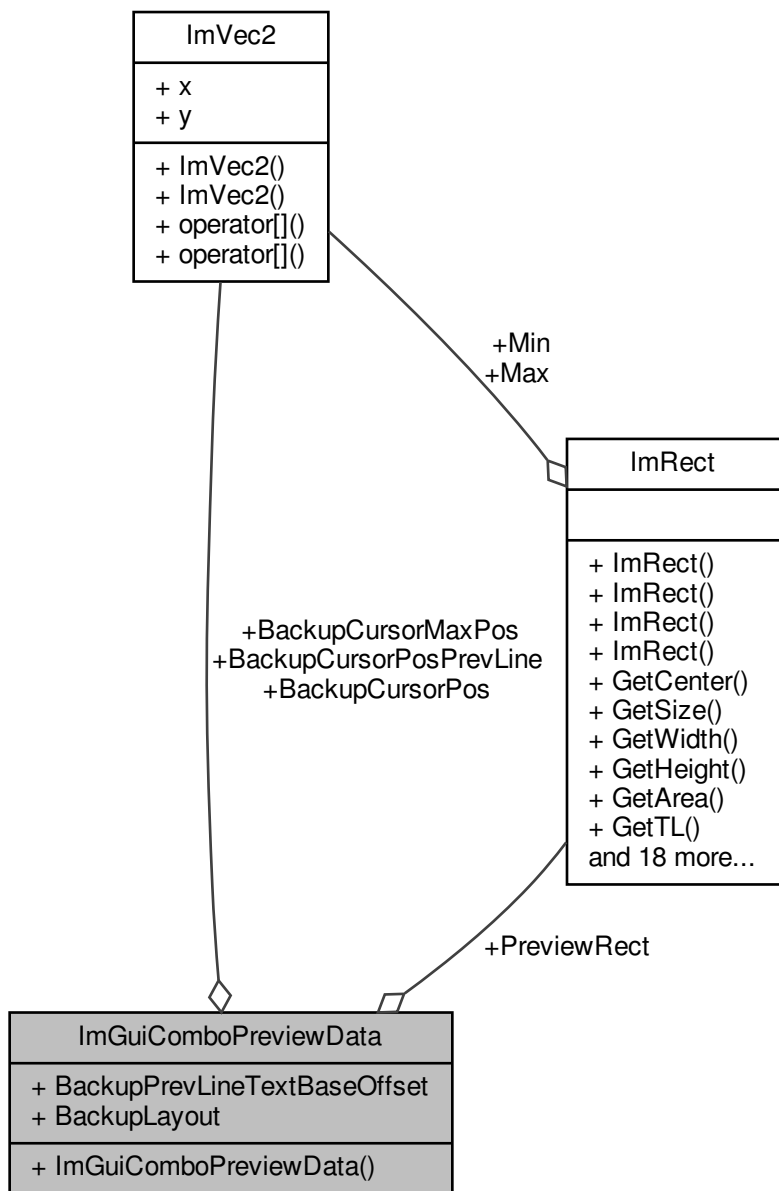 ImVec2
+ x
+ y
+ ImVec2()
+ ImVec2()
+ operator[]()
+ operator[]()
+Min
+Max
ImRect
+ ImRect()
+ ImRect()
+ ImRect()
+ ImRect()
+ GetCenter()
+ GetSize()
+ GetWidth()
+ GetHeight()
+ GetArea()
+ GetTL()
and 18 more...
+BackupCursorMaxPos
+BackupCursorPosPrevLine
+BackupCursorPos
+PreviewRect
ImGuiComboPreviewData
+ BackupPrevLineTextBaseOffset
+ BackupLayout
+ ImGuiComboPreviewData()